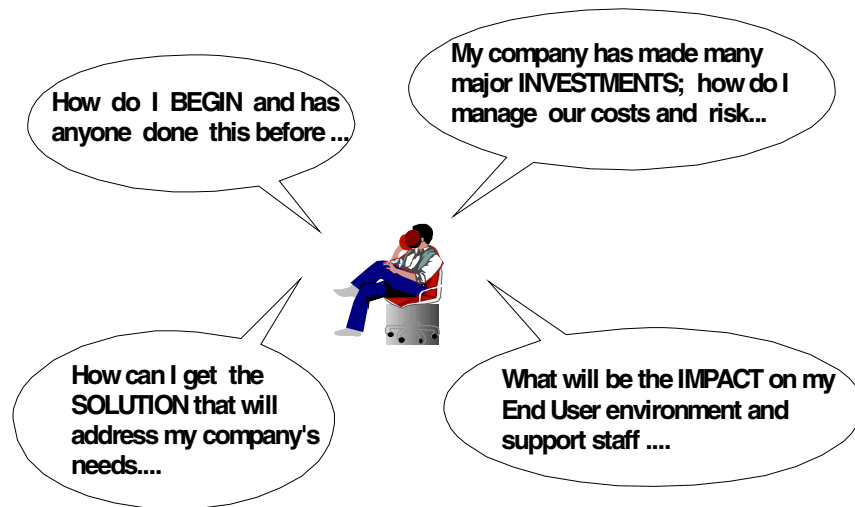 How do I BEGIN and has
anyone done this before ...
My company has made many
major INVESTMENTS; how do I
manage our costs and risk...
How can I get the
SOLUTION that will
address my company's
needs....
What will be the IMPACT on my
End User environment and
support staff ....